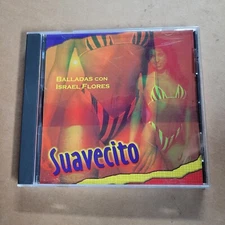 BALLADAS CON
ISRAEL FLORES
Suavecito